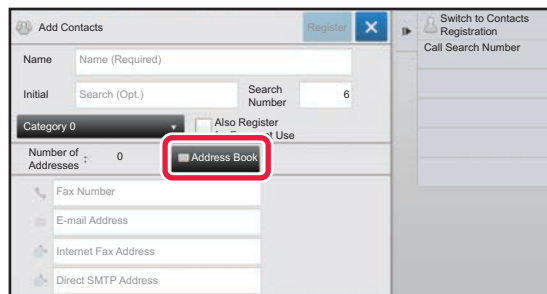 Add Contacts
Register
Name
Name (Required)
Initial
Search (Opt.)
Search
Number
6
Category 0
Also Register
Use
Number of
Addresses
:
0
Address Book
Fax Number
E-mail Address
Internet Fax Address
Direct SMTP Address
Switch to Contacts
Registration
Call Search Number